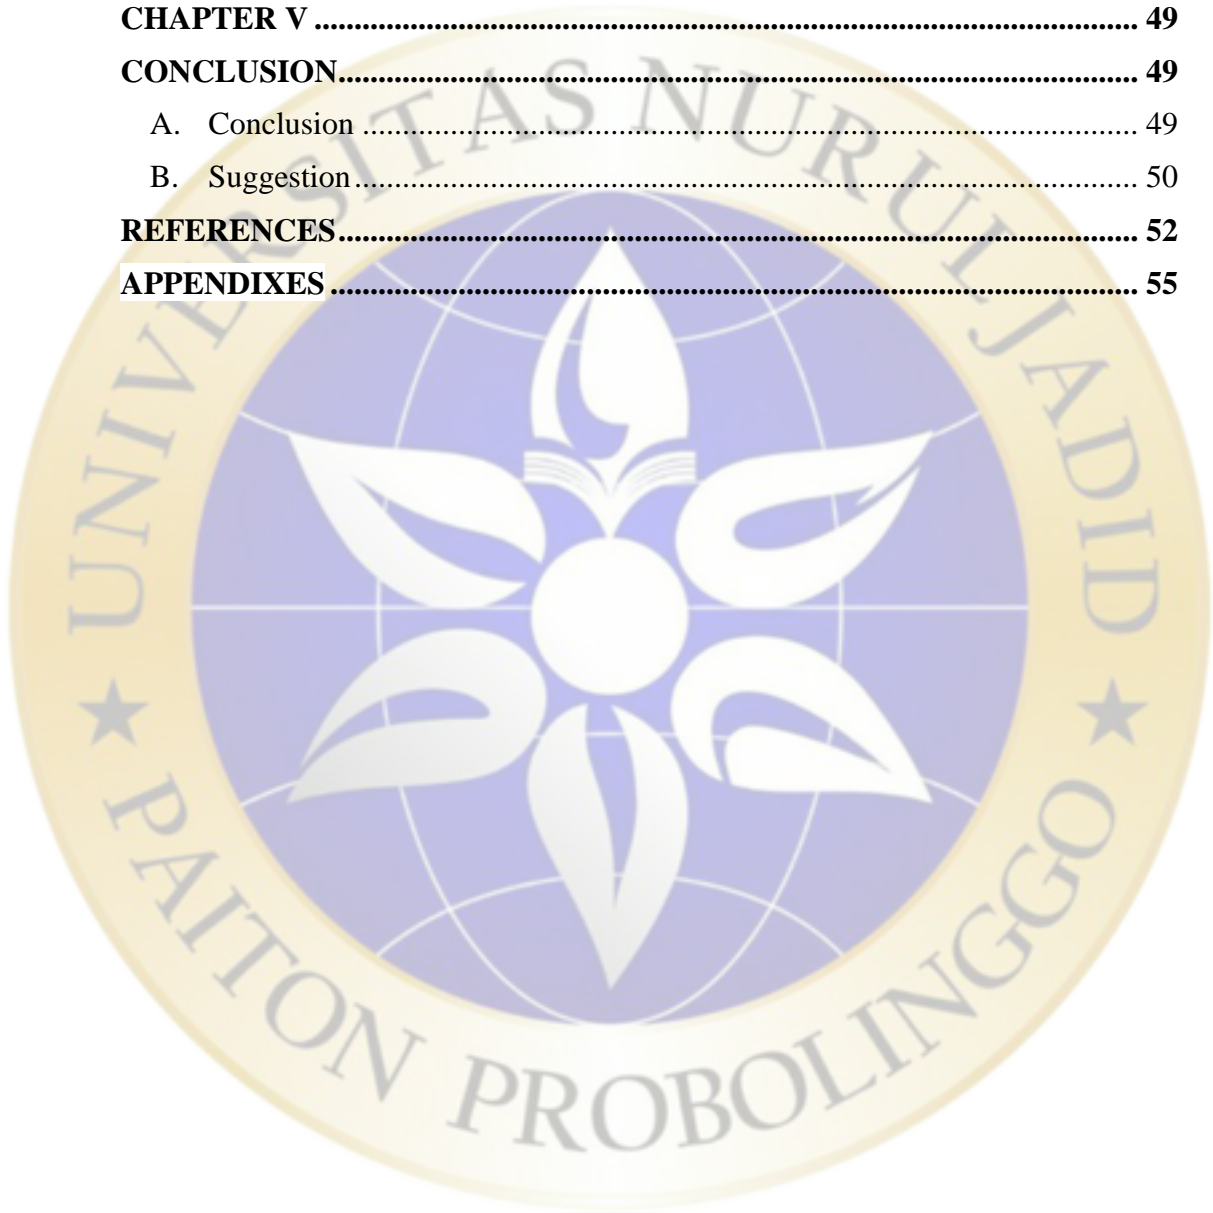 CHAPTER V ........................................................................................ 49
CONCLUSION..................................................................................... 49
A. Conclusion ..................................................................................... 49
B. Suggestion...................................................................................... 50
REFERENCES..................................................................................... 52
APPENDIXES ...................................................................................... 55
UNIVERSITAS NURUL JADID
★ PAITON PROBOLINGGO ★